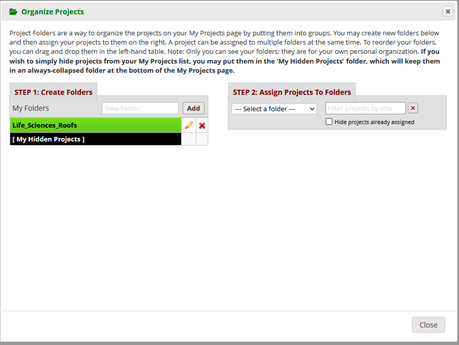 Organize Projects
Project Folders are a way to organize the projects on your My Projects page by putting them into groups. You may create new folders below
and then assign your projects to them on the right. A project can be assigned to multiple folders at the same time. To reorder your folders,
you can drag and drop them in the left-hand table. Note: Only you can see your folders; they are for your own personal organization. If you
wish to simply hide projects from your My Projects list, you may put them in the 'My Hidden Projects' folder, which will keep them
in an always-collapsed folder at the bottom of the My Projects page.
STEP 1: Create Folders
My Folders New Folder Add
Life_Sciences_Roofs
[ My Hidden Projects ]
STEP 2: Assign Projects To Folders
--- Select a folder --- Filter projects by title
Hide projects already assigned
Close